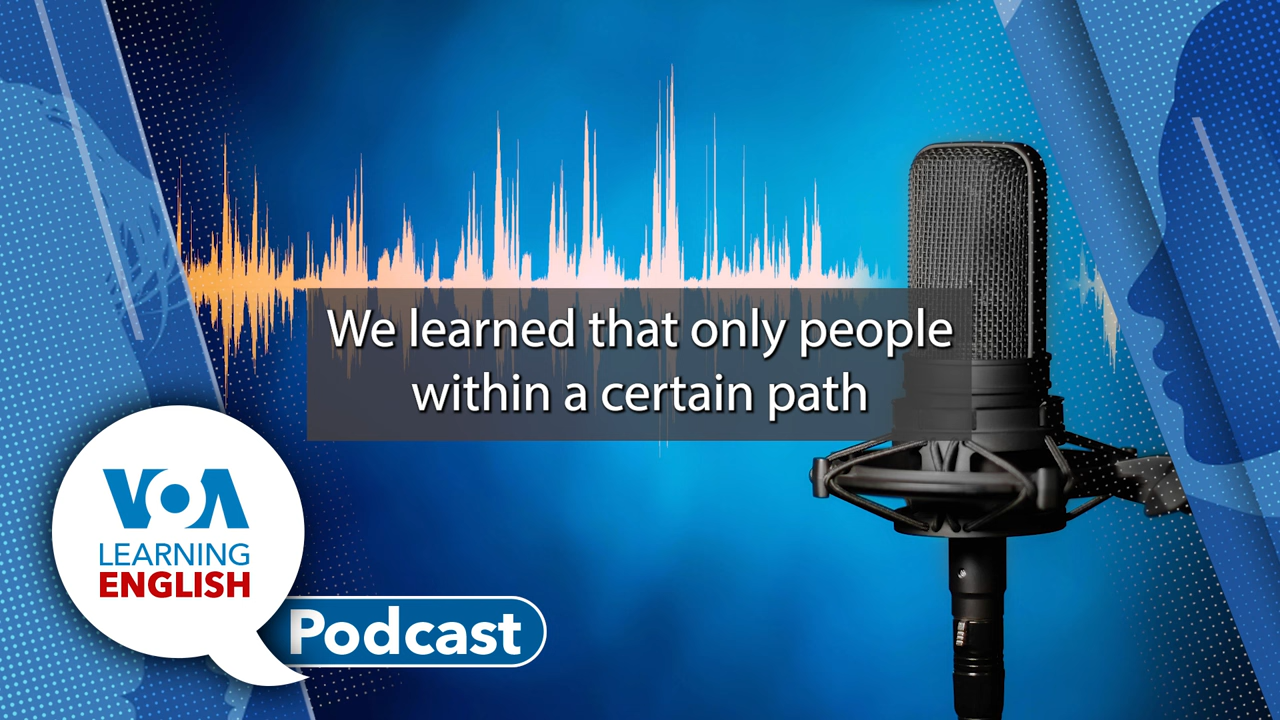 We learned that only people
within a certain path
VOA
LEARNING
ENGLISH
Podcast